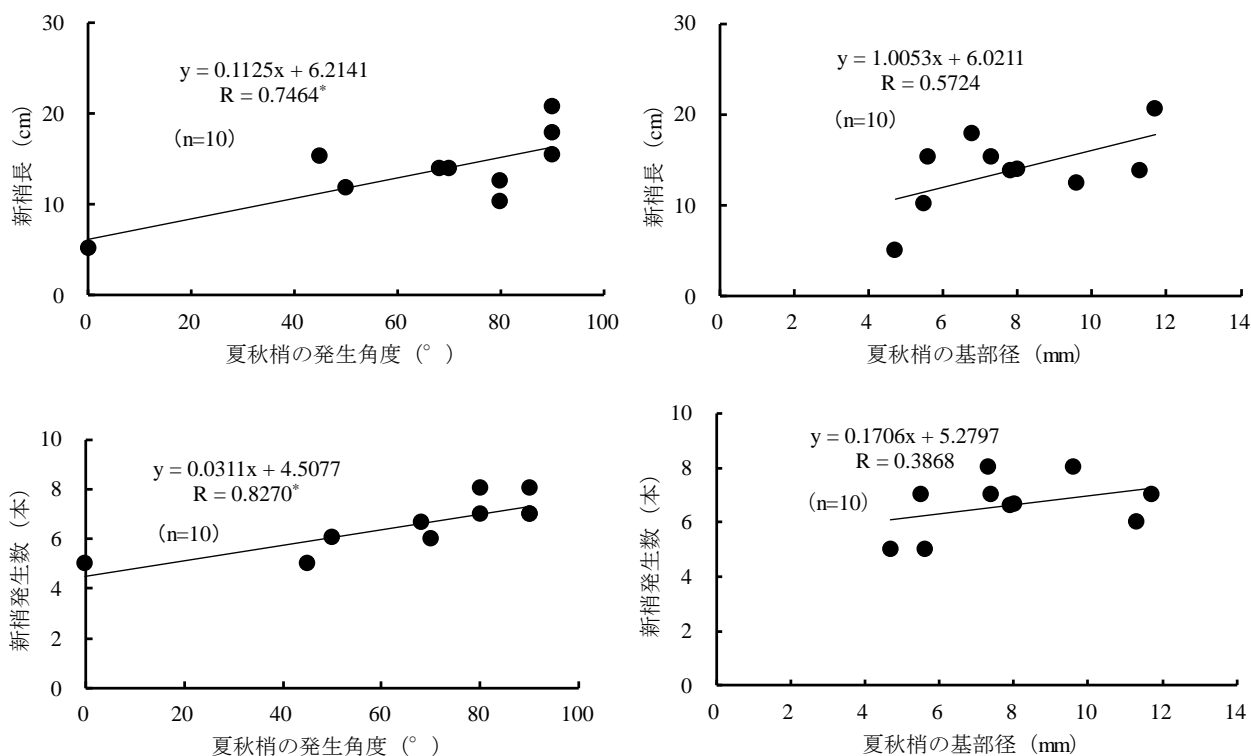 30
20
10
0
新梢長（cm）
y = 0.1125x + 6.2141
R = 0.7464*
（n=10）
0 20 40 60 80 100
夏秋梢の発生角度（°）
30
20
10
0
新梢長（cm）
y = 1.0053x + 6.0211
R = 0.5724
（n=10）
0 2 4 6 8 10 12 14
夏秋梢の基部径（mm）
10
8
6
4
2
0
新梢発生数（本）
y = 0.0311x + 4.5077
R = 0.8270*
（n=10）
0 20 40 60 80 100
夏秋梢の発生角度（°）
10
8
6
4
2
0
新梢発生数（本）
y = 0.1706x + 5.2797
R = 0.3868
（n=10）
0 2 4 6 8 10 12 14
夏秋梢の基部径（mm）